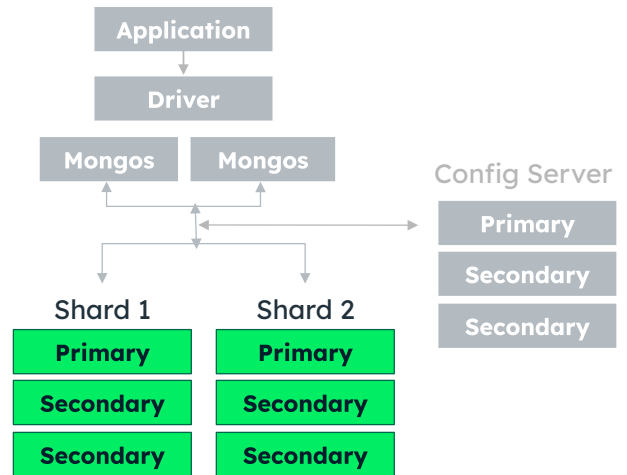 Application
Driver
Mongos
Mongos
Config Server
Primary
Secondary
Secondary
Shard 1
Primary
Secondary
Secondary
Shard 2
Primary
Secondary
Secondary